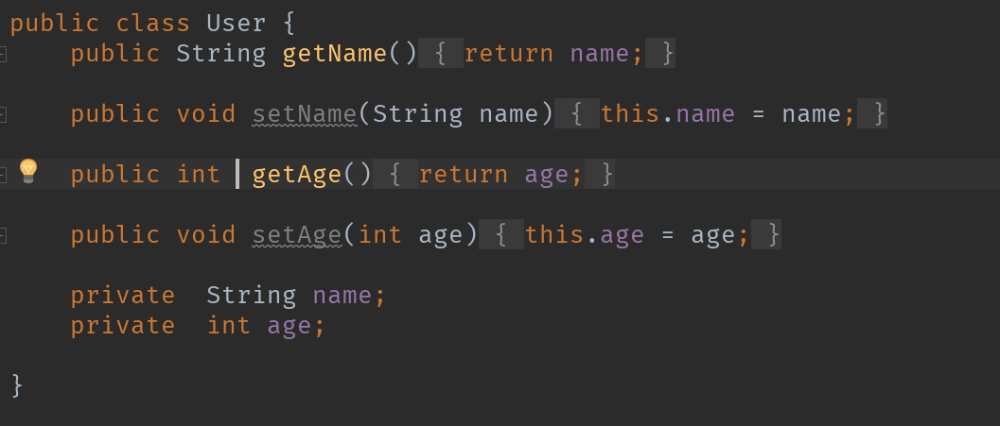 public class User {
public String getName() { return name; }
public void setName(String name) { this.name = name; }
public int getAge() { return age; }
public void setAge(int age) { this.age = age; }
private  String name;
private  int age;
}